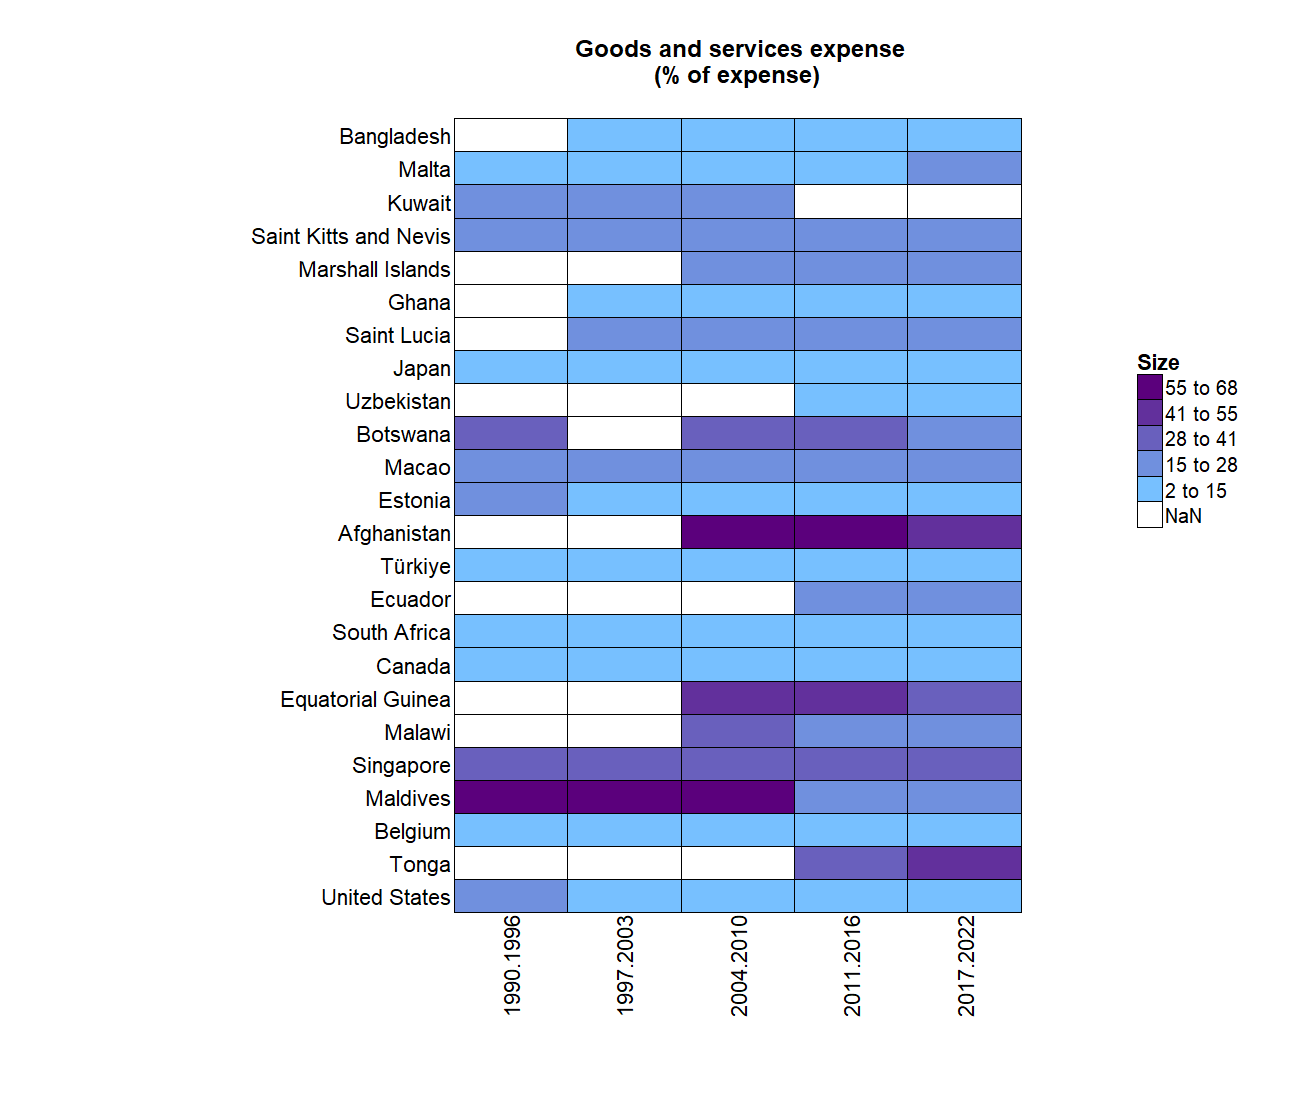 Goods and services expense
(% of expense)
Bangladesh
Malta
Kuwait
Saint Kitts and Nevis
Marshall Islands
Ghana
Saint Lucia
Japan
Uzbekistan
Botswana
Macao
Estonia
Afghanistan
Türkiye
Ecuador
South Africa
Canada
Equatorial Guinea
Malawi
Singapore
Maldives
Belgium
Tonga
United States
1990.1996
1997.2003
2004.2010
2011.2016
2017.2022
Size
55 to 68
41 to 55
28 to 41
15 to 28
2 to 15
NaN